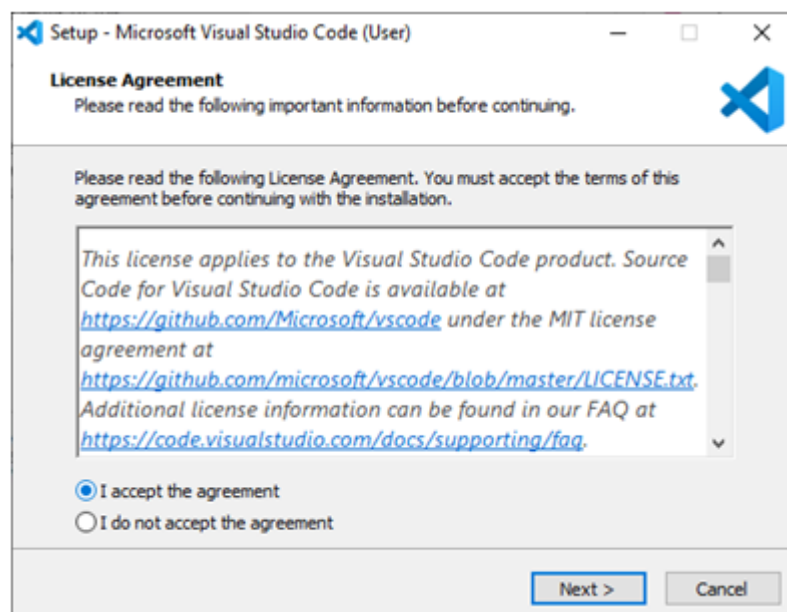 Setup - Microsoft Visual Studio Code (User)
License Agreement
Please read the following important information before continuing.
Please read the following License Agreement. You must accept the terms of this
agreement before continuing with the installation.
This license applies to the Visual Studio Code product. Source
Code for Visual Studio Code is available at
https://github.com/Microsoft/vscode under the MIT license
agreement at
https://github.com/microsoft/vscode/blob/master/LICENSE.txt.
Additional license information can be found in our FAQ at
https://code.visualstudio.com/docs/supporting/faq.
I accept the agreement
I do not accept the agreement
Next >
Cancel